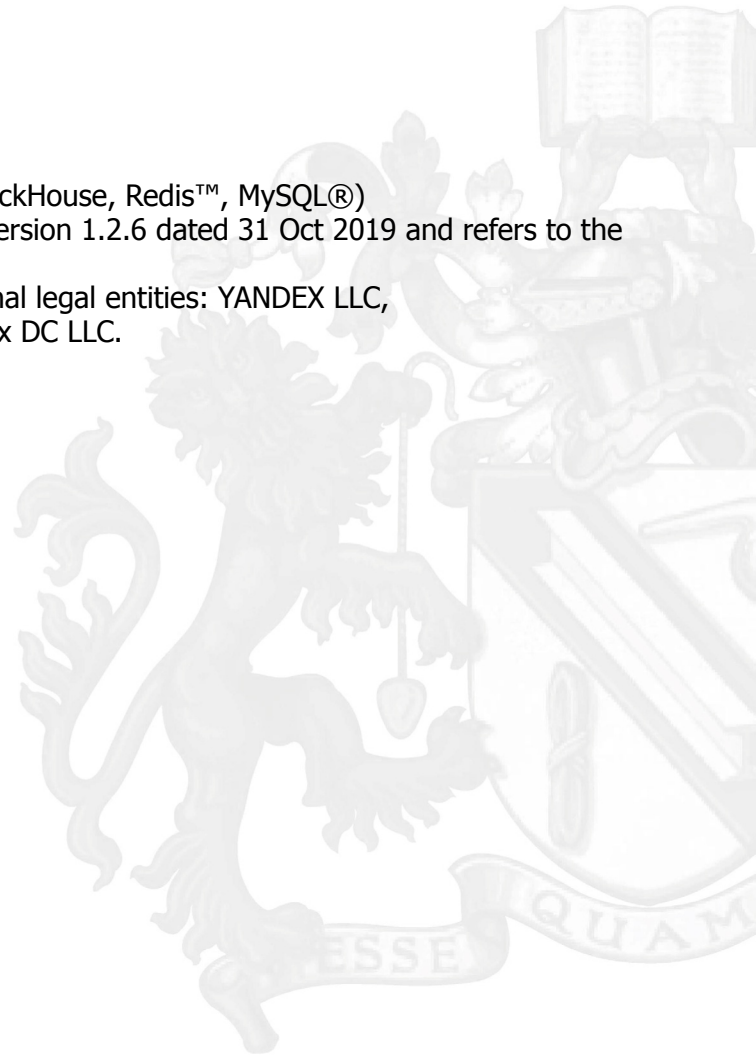 ckHouse, Redis™, MySQL®)
ersion 1.2.6 dated 31 Oct 2019 and refers to the
nal legal entities: YANDEX LLC,
x DC LLC.
ESSE QUAM